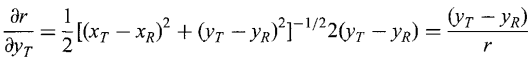 ∂r/∂y_T = 1/2[(x_T − x_R)² + (y_T − y_R)²]^{−1/2}2(y_T − y_R) = (y_T − y_R)/r